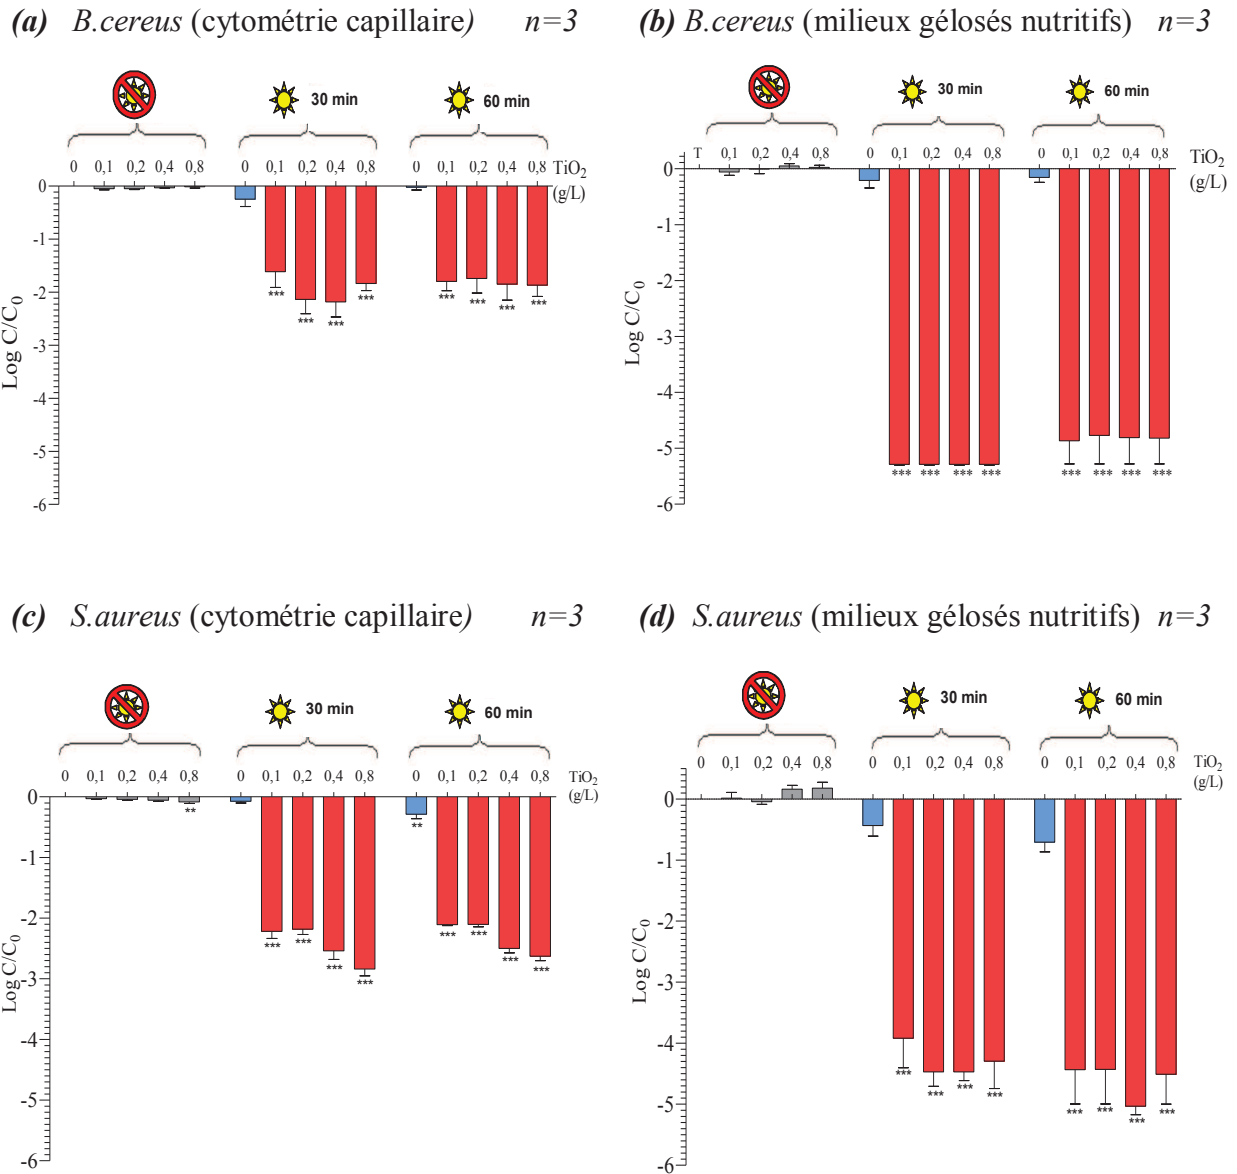 (a) B.cereus (cytométrie capillaire) n=3
30 min
60 min
0 0,1 0,2 0,4 0,8 0 0,1 0,2 0,4 0,8 0 0,1 0,2 0,4 0,8 TiO2
(g/L)
0
-1
-2
-3
-4
-5
-6
Log C/C0
*** *** *** *** *** *** *** ***
(b) B.cereus (milieux gélosés nutritifs) n=3
30 min
60 min
T 0,1 0,2 0,4 0,8 0 0,1 0,2 0,4 0,8 0 0,1 0,2 0,4 0,8 TiO2
(g/L)
0
-1
-2
-3
-4
-5
-6
Log C/C0
*** *** *** *** *** *** *** ***
(c) S.aureus (cytométrie capillaire) n=3
30 min
60 min
0 0,1 0,2 0,4 0,8 0 0,1 0,2 0,4 0,8 0 0,1 0,2 0,4 0,8 TiO2
(g/L)
0
-1
-2
-3
-4
-5
-6
Log C/C0
** *** *** *** *** ** *** *** *** ***
(d) S.aureus (milieux gélosés nutritifs) n=3
30 min
60 min
0 0,1 0,2 0,4 0,8 0 0,1 0,2 0,4 0,8 0 0,1 0,2 0,4 0,8 TiO2
(g/L)
0
-1
-2
-3
-4
-5
-6
Log C/C0
*** *** *** *** *** *** *** ***